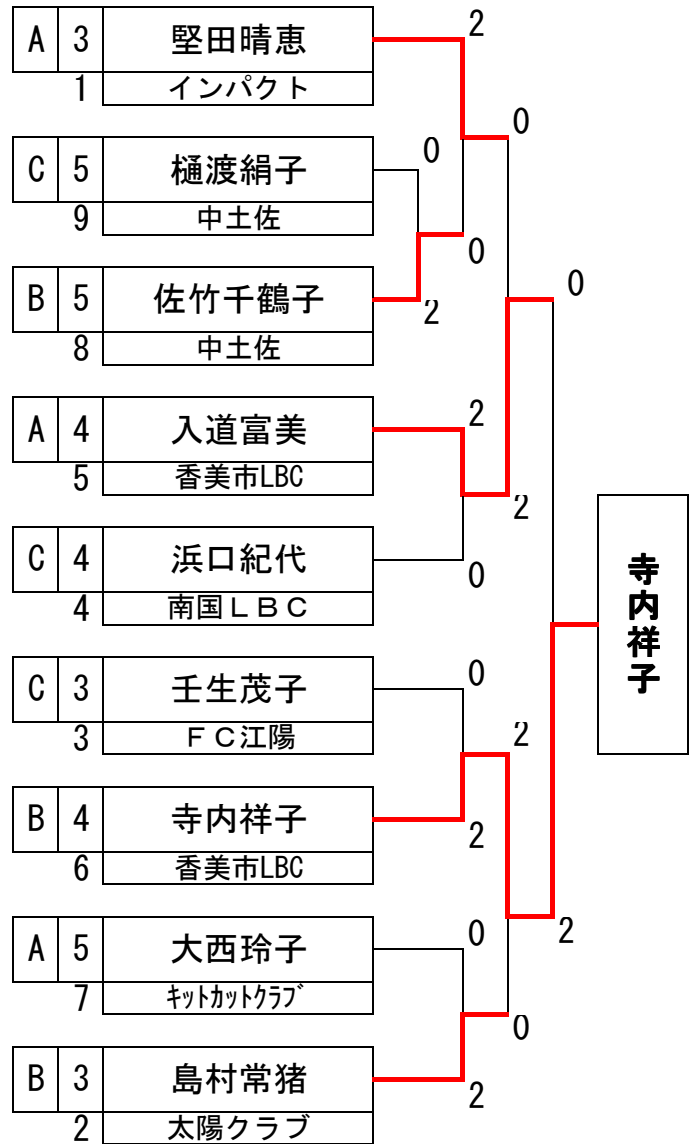 A 3 堅田晴恵
1 インパクト
2
0
C 5 樋渡絹子
9 中土佐
0
0
B 5 佐竹千鶴子
8 中土佐
2
0
A 4 入道富美
5 香美市LBC
2
2
C 4 浜口紀代
4 南国ＬＢＣ
0
寺内祥子
C 3 壬生茂子
3 ＦＣ江陽
0
2
B 4 寺内祥子
6 香美市LBC
2
A 5 大西玲子
7 ｷｯﾄｶｯﾄｸﾗﾌﾞ
0
2
0
B 3 島村常猪
2 太陽クラブ
2